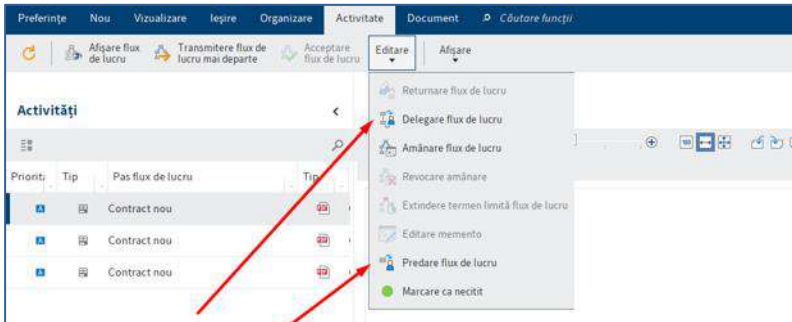 Preferințe Nou Vizualizare Ieșire Organizare Activitate Document Căutare funcții
Afișare flux de lucru Transmitere flux de lucru mai departe Acceptare flux de lucru Editare Afișare
Returnare flux de lucru
Activități
Delegare flux de lucru
Amânare flux de lucru
Priorit: Tip Pas flux de lucru Tip
Revocare amânare
A Contract nou PDF
Extindere termen limită flux de lucru
Editare memento
A Contract nou PDF
Predare flux de lucru
A Contract nou PDF
Marcare ca necitit